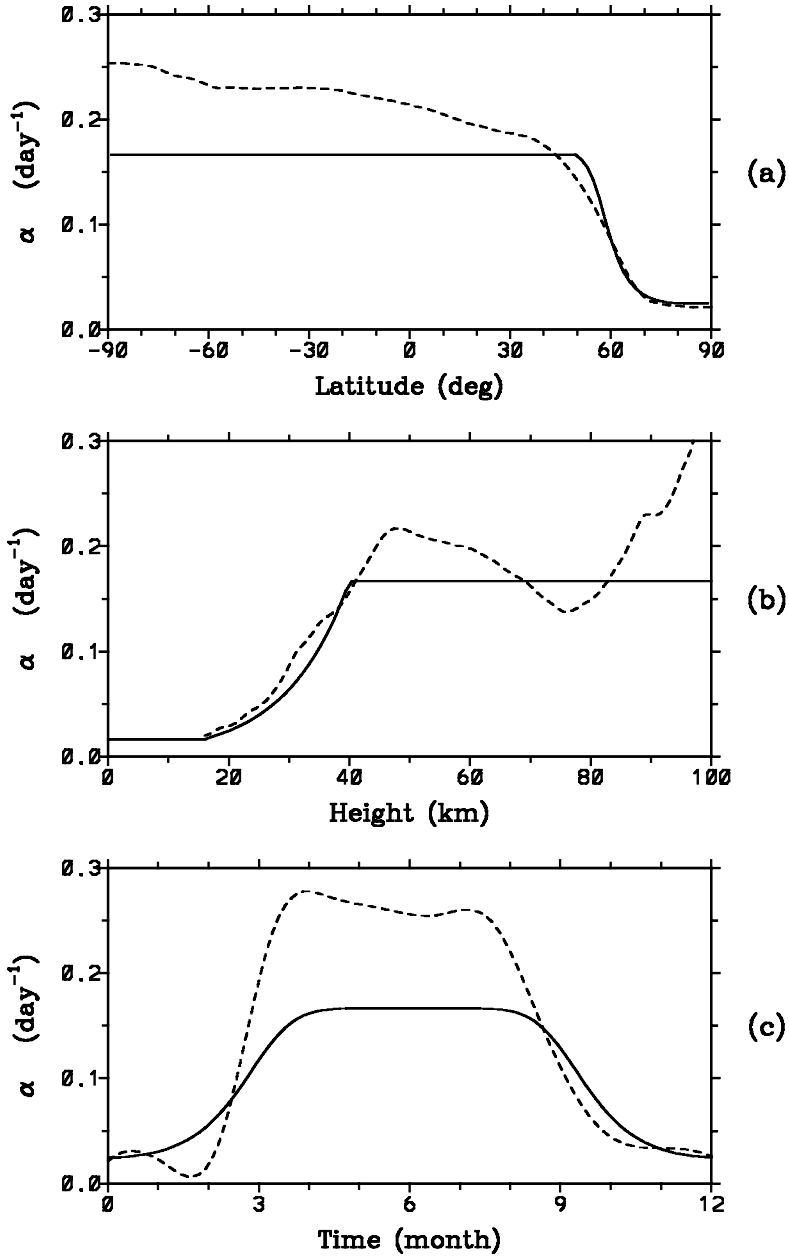 0.3
0.2
0.1
0.0
α (day⁻¹)
-90 -60 -30 0 30 60 90
Latitude (deg)
(a)
0.3
0.2
0.1
0.0
α (day⁻¹)
0 20 40 60 80 100
Height (km)
(b)
0.3
0.2
0.1
0.0
α (day⁻¹)
0 3 6 9 12
Time (month)
(c)